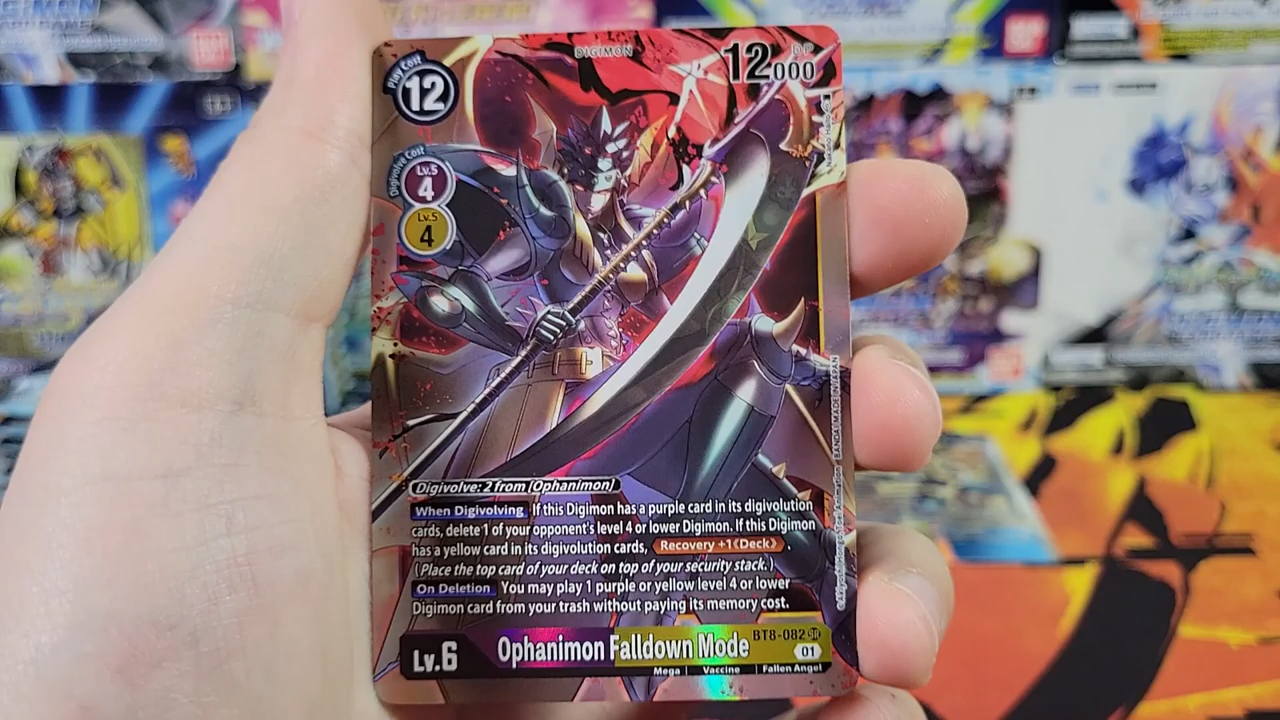 DIGIMON
Play Cost
12
12000
DP
Digivolve Cost
Lv.5
4
Lv.5
4
Digivolve: 2 from [Ophanimon]
When Digivolving If this Digimon has a purple card in its digivolution
cards, delete 1 of your opponent's level 4 or lower Digimon. If this Digimon
has a yellow card in its digivolution cards, Recovery +1《Deck》.
(Place the top card of your deck on top of your security stack.)
On Deletion You may play 1 purple or yellow level 4 or lower
Digimon card from your trash without paying its memory cost.
BANDAI MADE IN JAPAN
BT8-082 SR
01
Lv.6
Ophanimon Falldown Mode
Mega | Vaccine | Fallen Angel